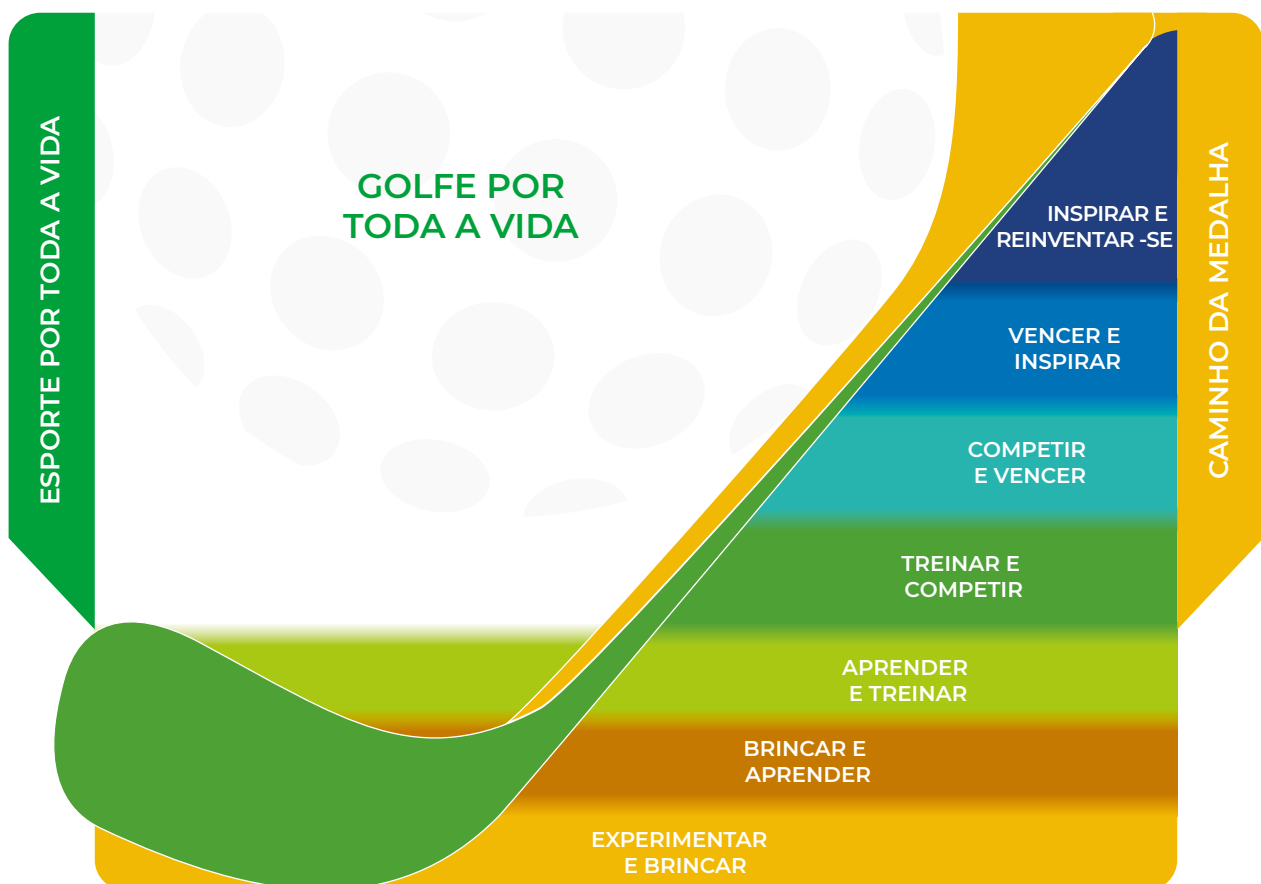 ESPORTE POR TODA A VIDA
GOLFE POR
TODA A VIDA
INSPIRAR E
REINVENTAR -SE
VENCER E
INSPIRAR
COMPETIR
E VENCER
TREINAR E
COMPETIR
APRENDER
E TREINAR
BRINCAR E
APRENDER
EXPERIMENTAR
E BRINCAR
CAMINHO DA MEDALHA